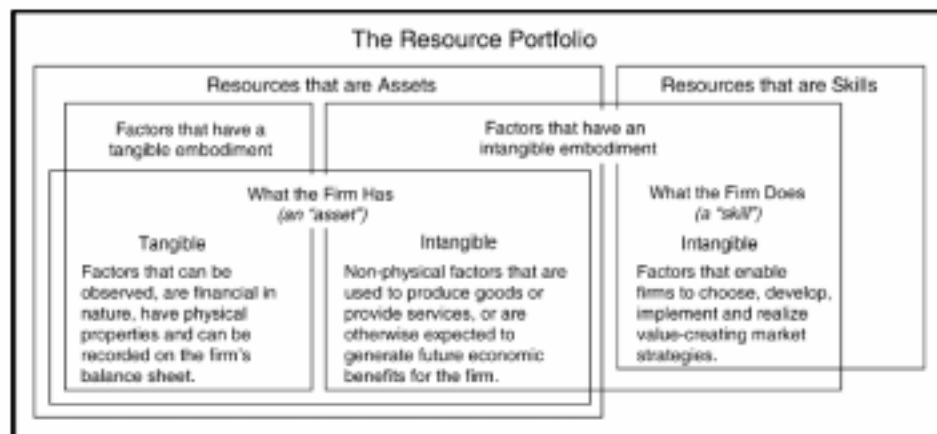 The Resource Portfolio
Resources that are Assets
Resources that are Skills
Factors that have a
tangible embodiment
Factors that have an
intangible embodiment
What the Firm Has
(an "asset")
What the Firm Does
(a "skill")
Tangible
Factors that can be
observed, are financial in
nature, have physical
properties and can be
recorded on the firm's
balance sheet.
Intangible
Non-physical factors that are
used to produce goods or
provide services, or are
otherwise expected to
generate future economic
benefits for the firm.
Intangible
Factors that enable
firms to choose, develop,
implement and realize
value-creating market
strategies.